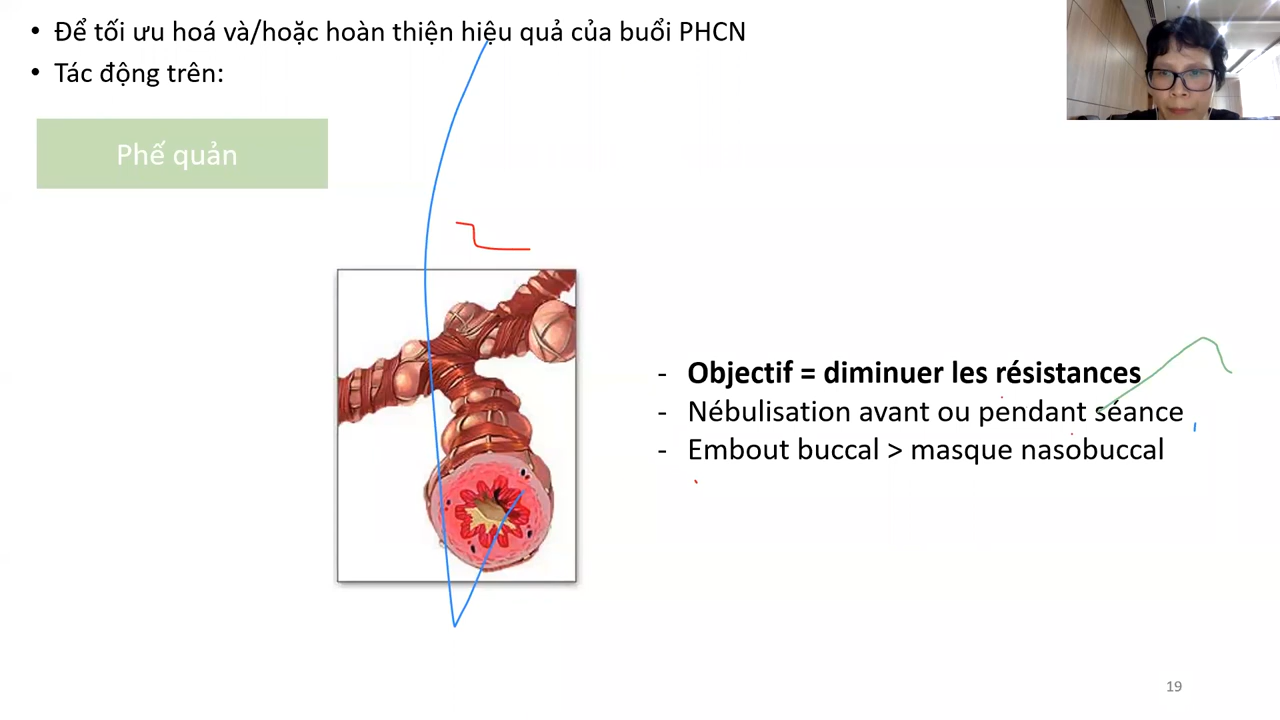 • Để tối ưu hoá và/hoặc hoàn thiện hiệu quả của buổi PHCN
• Tác động trên:
Phế quản
- Objectif = diminuer les résistances
- Nébulisation avant ou pendant séance
- Embout buccal > masque nasobuccal
19